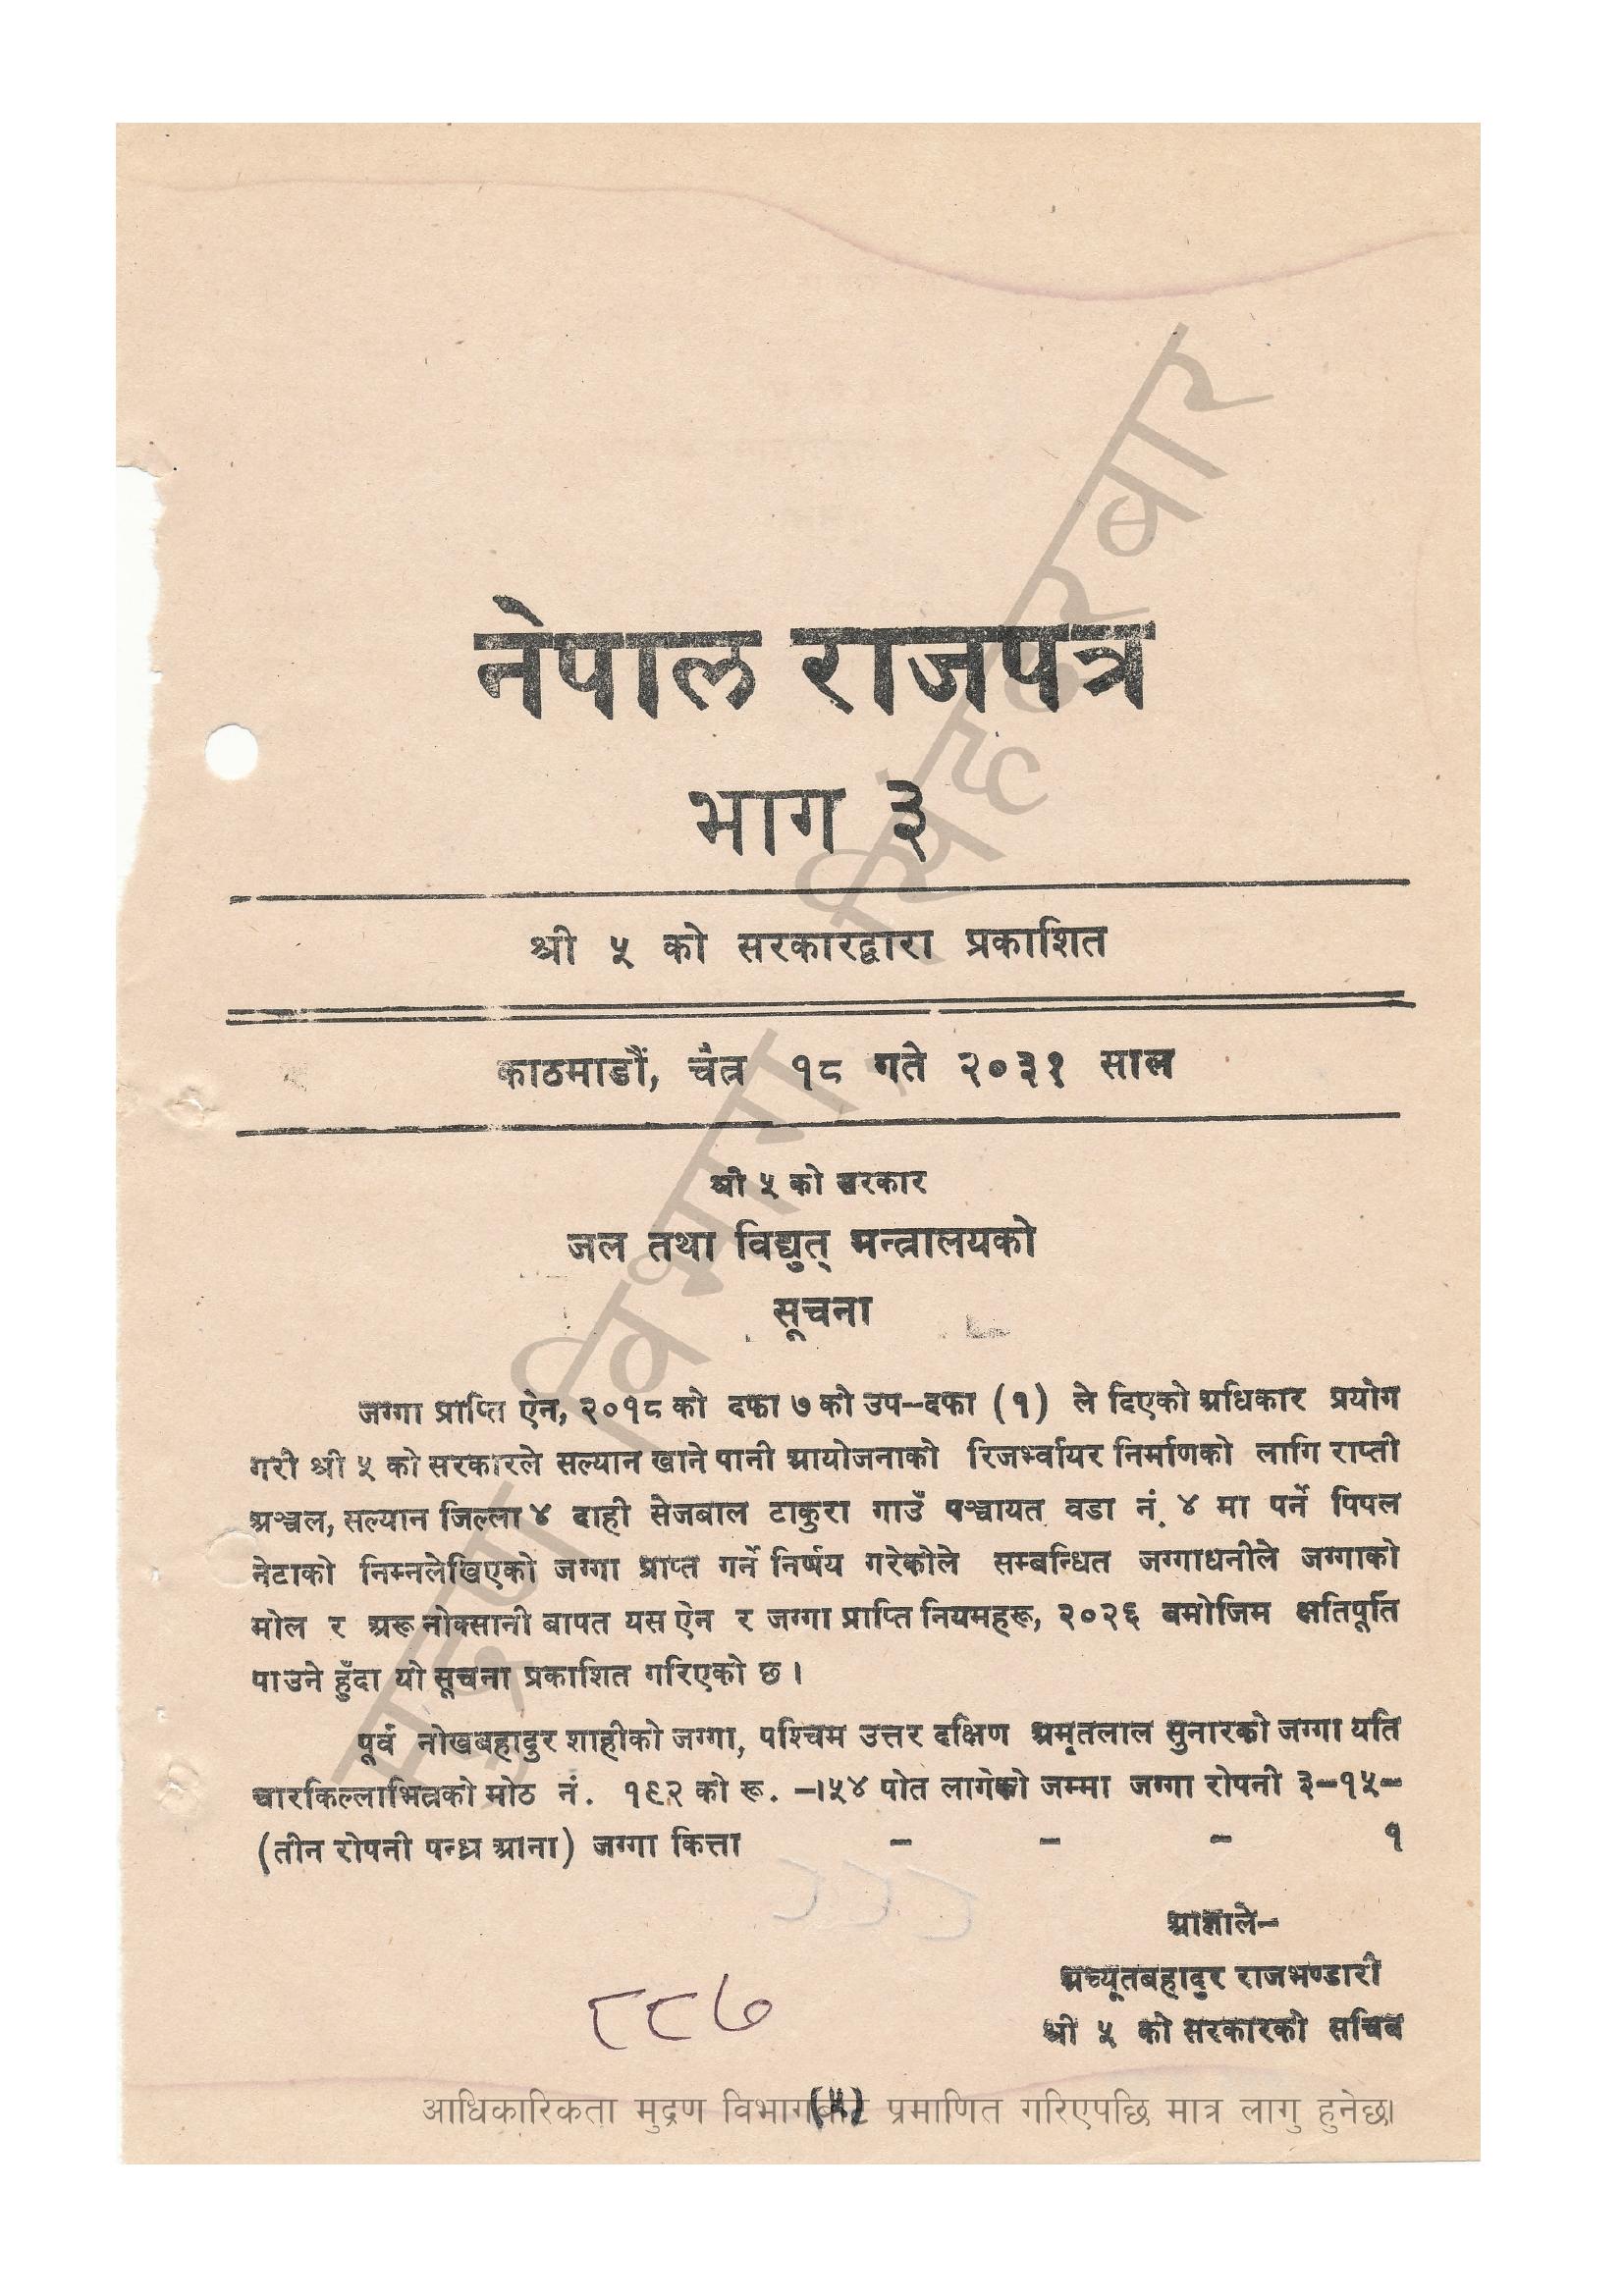 नेपाल राजपत्र
भाग ३
श्री ५ को सरकारद्वारा प्रकाशित
काठमाडौं, चैत्र १८ गते २०३१ साल
श्री ५ को सरकार
जल तथा विद्युत् मन्त्रालयको
सूचना
जग्गा प्राप्ति ऐन, २०१८ को दफा ७ को उप-दफा (१) ले दिएको अधिकार प्रयोग
गरी श्री ५ को सरकारले सल्यान खाने पानी आयोजनाको रिजर्भ्वायर निर्माणको लागि राप्ती
अञ्चल, सल्यान जिल्ला ४ दाही सेजबाल टाकुरा गाउँ पञ्चायत वडा नं. ४ मा पर्ने पिपल
नेटाको निम्नलेखिएको जग्गा प्राप्त गर्ने निर्णय गरेकोले सम्बन्धित जग्गाधनीले जग्गाको
मोल र अरू नोक्सानी बापत यस ऐन र जग्गा प्राप्ति नियमहरू, २०२६ बमोजिम क्षतिपूर्ति
पाउने हुँदा यो सूचना प्रकाशित गरिएको छ ।
पूर्व नोखबहादुर शाहीको जग्गा, पश्चिम उत्तर दक्षिण अमृतलाल सुनारको जग्गा यति
चारकिल्लाभित्रको मोठ नं. १९२ को रू. -।५४ पोत लागेको जम्मा जग्गा रोपनी ३-१५-
(तीन रोपनी पन्ध्र आना) जग्गा कित्ता - - - १
आज्ञाले-
अच्यूतबहादुर राजभण्डारी
श्री ५ को सरकारको सचिब
८८७
(५)
आधिकारिकता मुद्रण विभागबाट प्रमाणित गरिएपछि मात्र लागु हुनेछ।
मुद्रण विभाग, सिंहदरवार